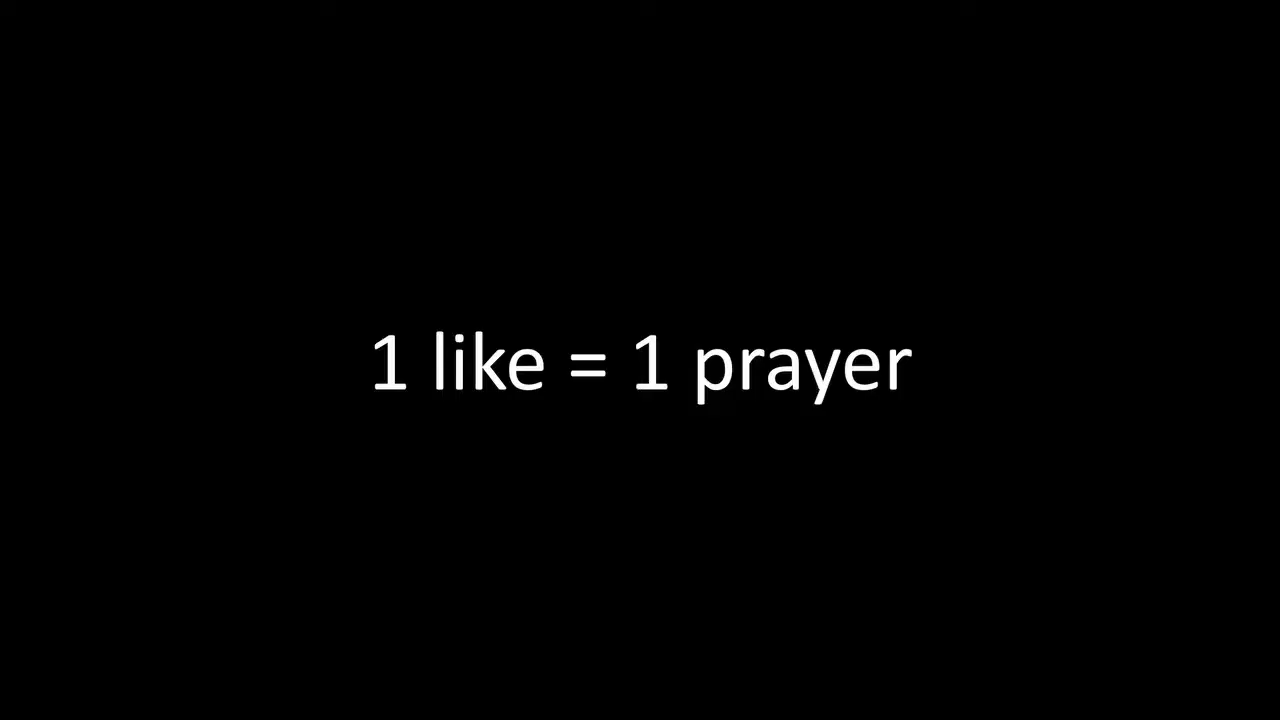 1 like = 1 prayer